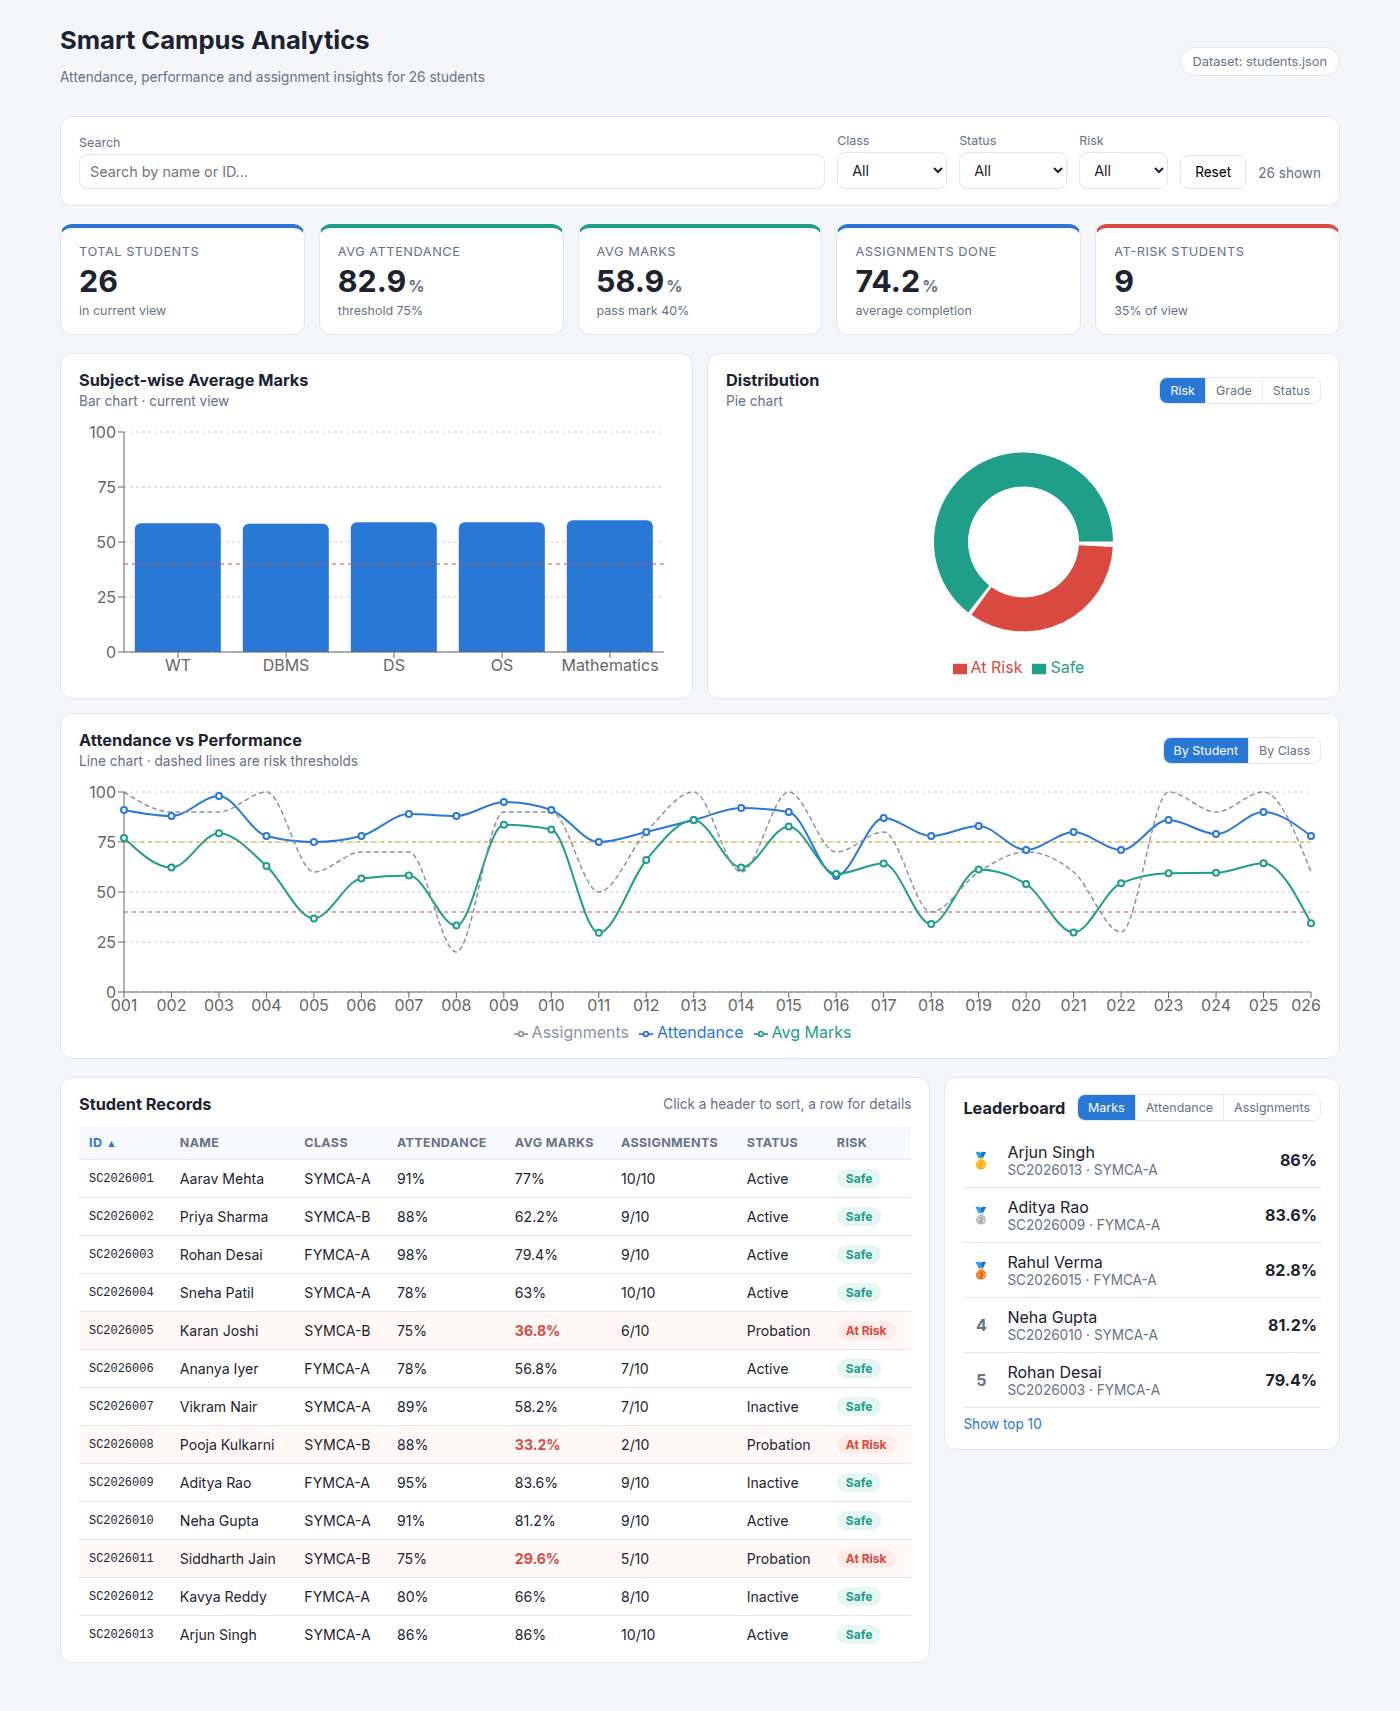 Smart Campus Analytics
Attendance, performance and assignment insights for 26 students
Dataset: students.json
Search
Search by name or ID...
Class
All
Status
All
Risk
All
Reset
26 shown
TOTAL STUDENTS
26
in current view
AVG ATTENDANCE
82.9%
threshold 75%
AVG MARKS
58.9%
pass mark 40%
ASSIGNMENTS DONE
74.2%
average completion
AT-RISK STUDENTS
9
35% of view
Subject-wise Average Marks
Bar chart · current view
100
75
50
25
0
WT DBMS DS OS Mathematics
Distribution
Pie chart
Risk Grade Status
At Risk Safe
Attendance vs Performance
Line chart · dashed lines are risk thresholds
By Student By Class
100
75
50
25
0
001 002 003 004 005 006 007 008 009 010 011 012 013 014 015 016 017 018 019 020 021 022 023 024 025 026
Assignments Attendance Avg Marks
Student Records
Click a header to sort, a row for details
ID ▲ NAME CLASS ATTENDANCE AVG MARKS ASSIGNMENTS STATUS RISK
SC2026001 Aarav Mehta SYMCA-A 91% 77% 10/10 Active Safe
SC2026002 Priya Sharma SYMCA-B 88% 62.2% 9/10 Active Safe
SC2026003 Rohan Desai FYMCA-A 98% 79.4% 9/10 Active Safe
SC2026004 Sneha Patil SYMCA-A 78% 63% 10/10 Active Safe
SC2026005 Karan Joshi SYMCA-B 75% 36.8% 6/10 Probation At Risk
SC2026006 Ananya Iyer FYMCA-A 78% 56.8% 7/10 Active Safe
SC2026007 Vikram Nair SYMCA-A 89% 58.2% 7/10 Inactive Safe
SC2026008 Pooja Kulkarni SYMCA-B 88% 33.2% 2/10 Probation At Risk
SC2026009 Aditya Rao FYMCA-A 95% 83.6% 9/10 Inactive Safe
SC2026010 Neha Gupta SYMCA-A 91% 81.2% 9/10 Active Safe
SC2026011 Siddharth Jain SYMCA-B 75% 29.6% 5/10 Probation At Risk
SC2026012 Kavya Reddy FYMCA-A 80% 66% 8/10 Inactive Safe
SC2026013 Arjun Singh SYMCA-A 86% 86% 10/10 Active Safe
Leaderboard
Marks Attendance Assignments
🥇 Arjun Singh 86%
SC2026013 · SYMCA-A
🥈 Aditya Rao 83.6%
SC2026009 · FYMCA-A
🥉 Rahul Verma 82.8%
SC2026015 · FYMCA-A
4 Neha Gupta 81.2%
SC2026010 · SYMCA-A
5 Rohan Desai 79.4%
SC2026003 · FYMCA-A
Show top 10